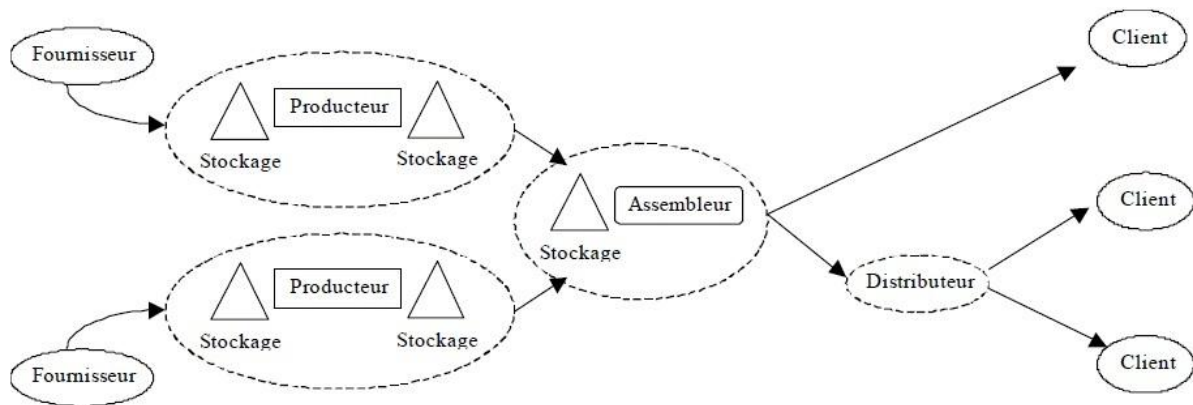 Fournisseur
Producteur
Stockage
Stockage
Client
Assembleur
Stockage
Client
Producteur
Stockage
Stockage
Distributeur
Fournisseur
Client